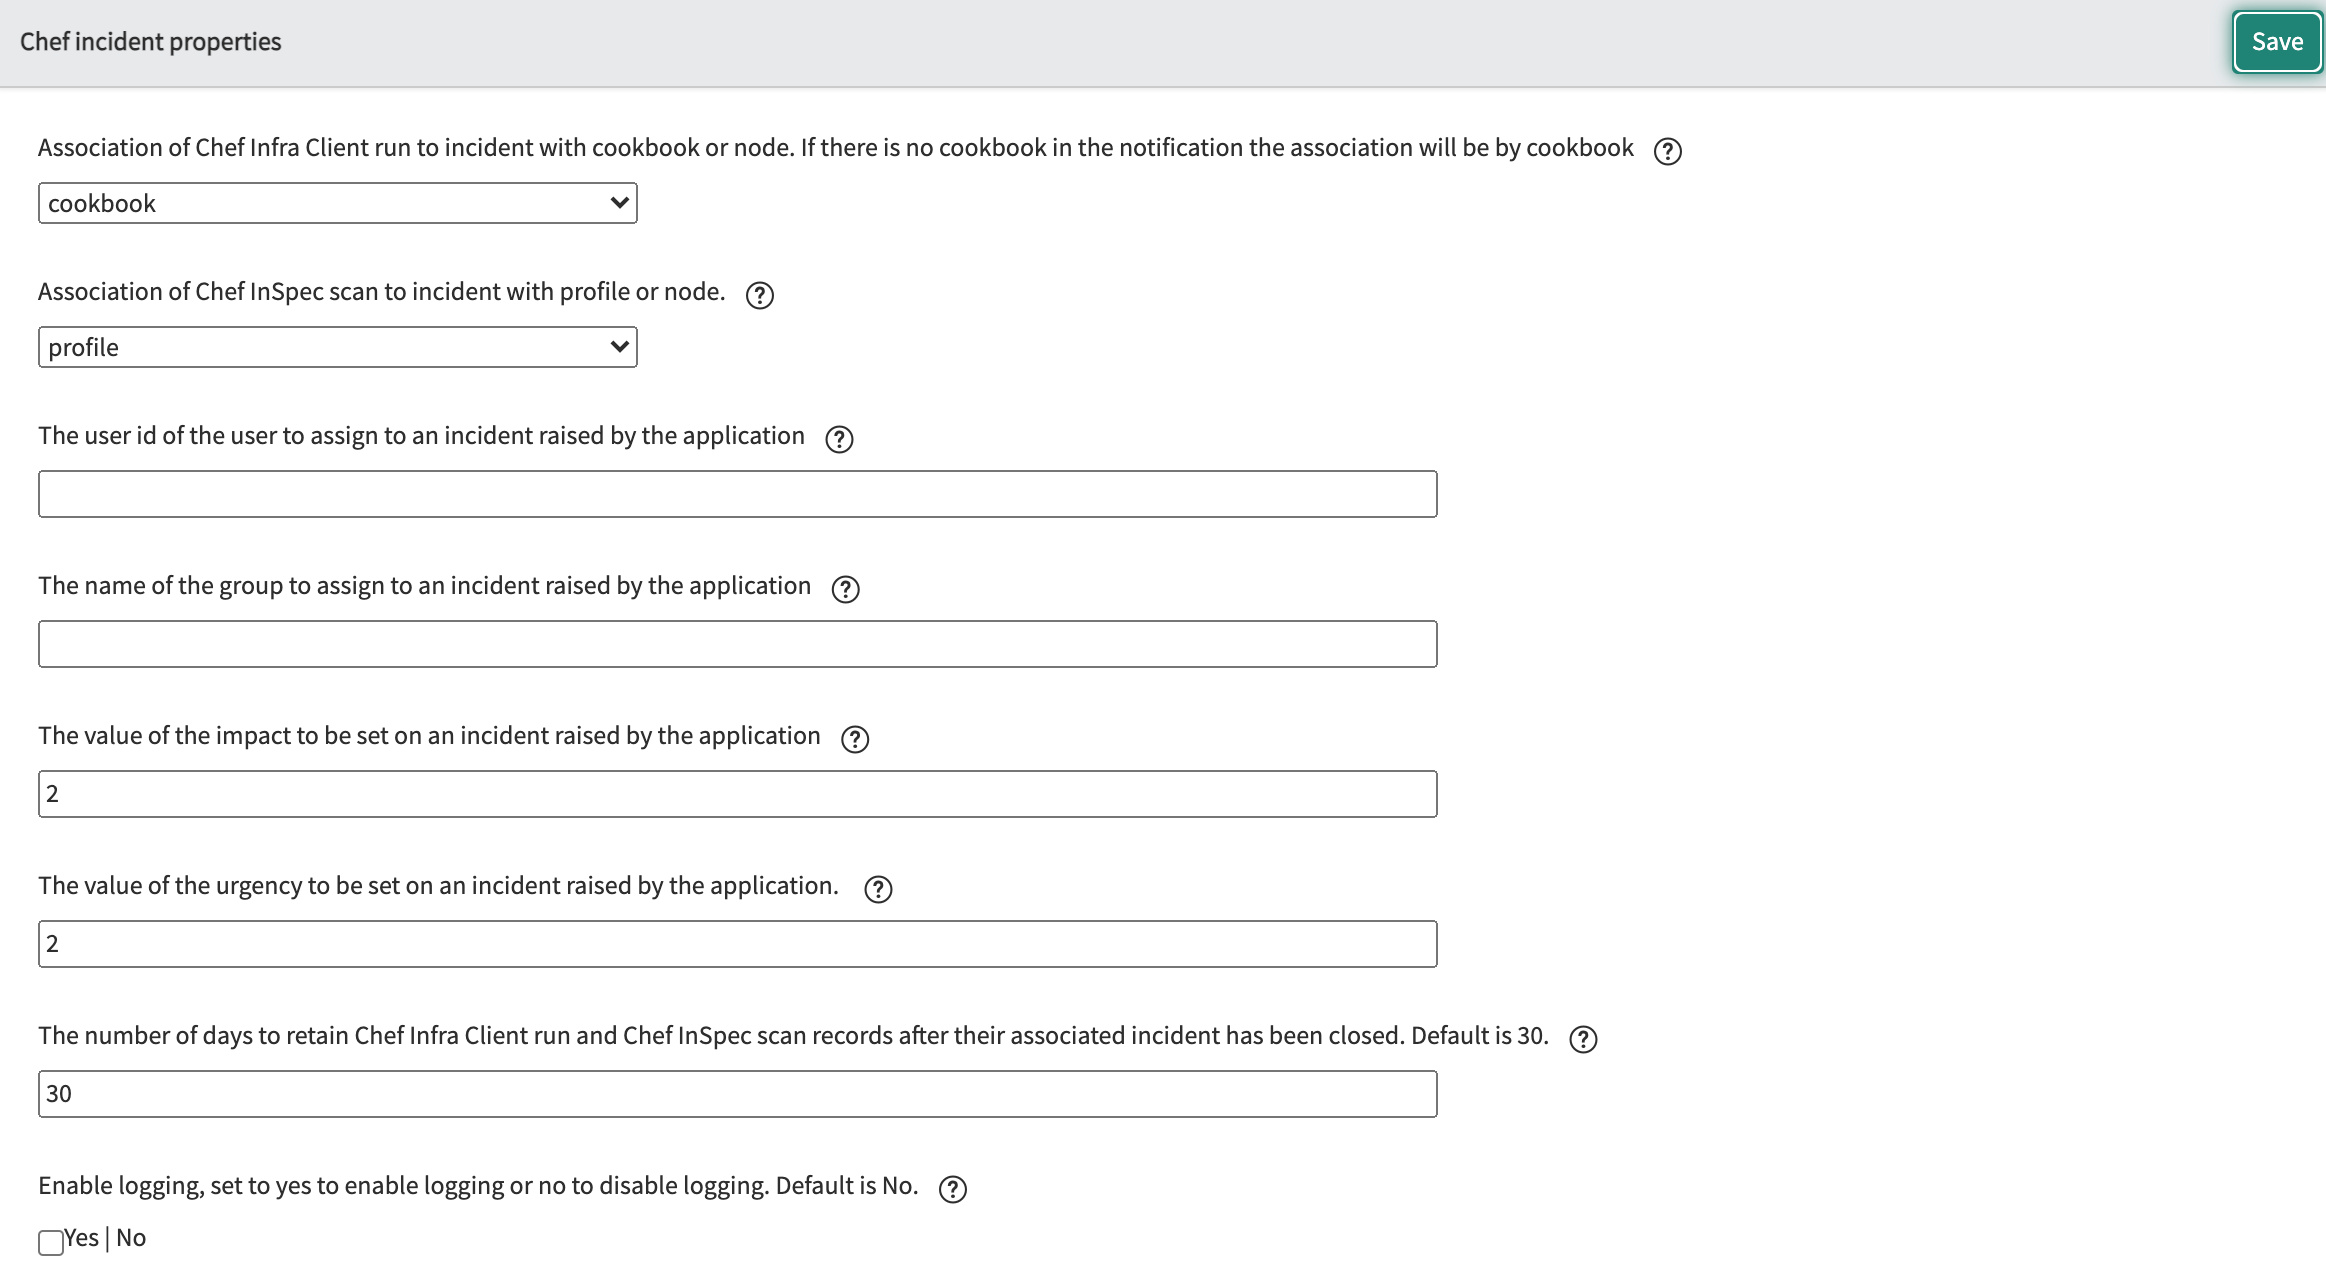 Chef incident properties
Save
Association of Chef Infra Client run to incident with cookbook or node. If there is no cookbook in the notification the association will be by cookbook ?
cookbook
Association of Chef InSpec scan to incident with profile or node. ?
profile
The user id of the user to assign to an incident raised by the application ?
The name of the group to assign to an incident raised by the application ?
The value of the impact to be set on an incident raised by the application ?
2
The value of the urgency to be set on an incident raised by the application. ?
2
The number of days to retain Chef Infra Client run and Chef InSpec scan records after their associated incident has been closed. Default is 30. ?
30
Enable logging, set to yes to enable logging or no to disable logging. Default is No. ?
Yes | No